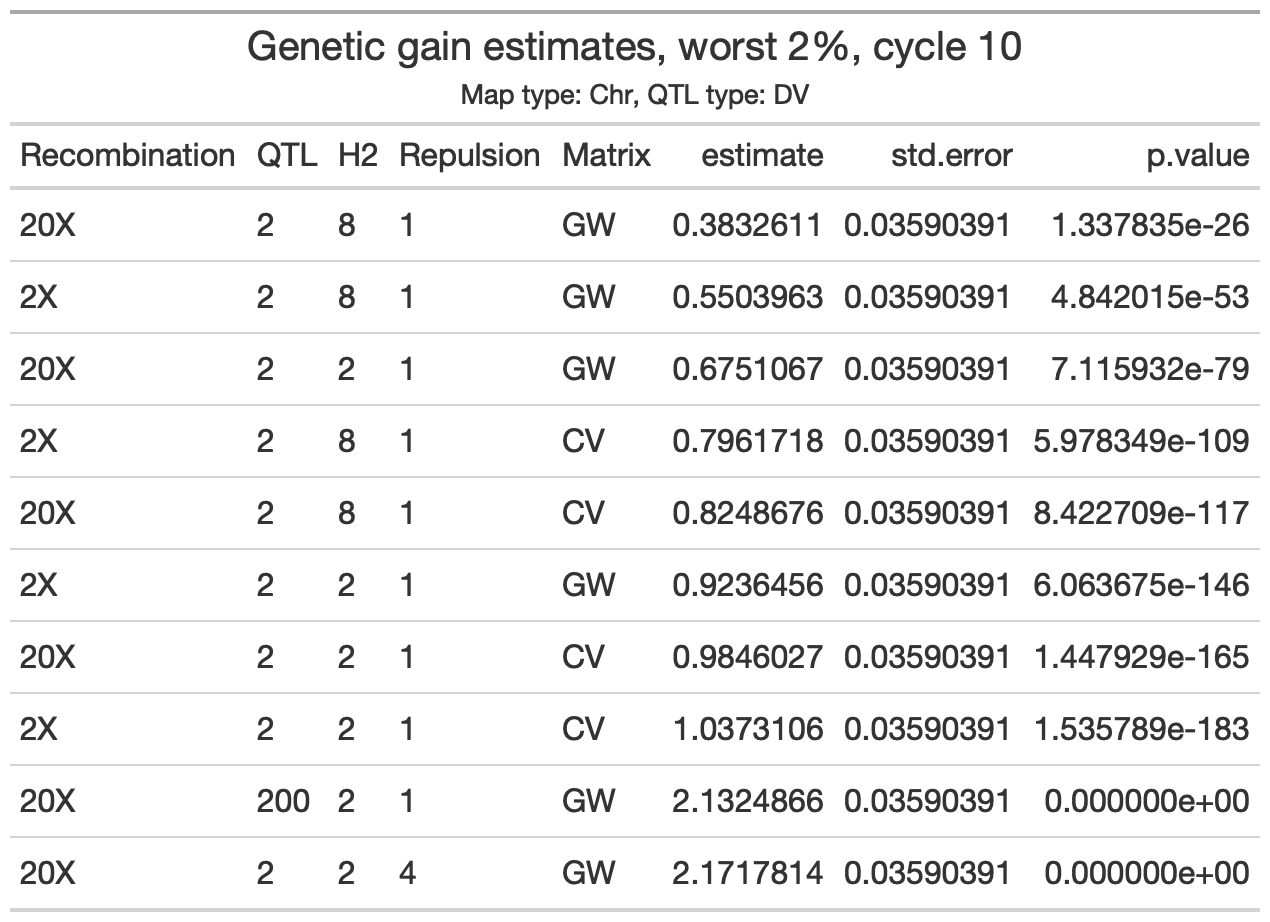 Genetic gain estimates, worst 2%, cycle 10
Map type: Chr, QTL type: DV
Recombination QTL H2 Repulsion Matrix estimate std.error p.value
20X 2 8 1 GW 0.3832611 0.03590391 1.337835e-26
2X 2 8 1 GW 0.5503963 0.03590391 4.842015e-53
20X 2 2 1 GW 0.6751067 0.03590391 7.115932e-79
2X 2 8 1 CV 0.7961718 0.03590391 5.978349e-109
20X 2 8 1 CV 0.8248676 0.03590391 8.422709e-117
2X 2 2 1 GW 0.9236456 0.03590391 6.063675e-146
20X 2 2 1 CV 0.9846027 0.03590391 1.447929e-165
2X 2 2 1 CV 1.0373106 0.03590391 1.535789e-183
20X 200 2 1 GW 2.1324866 0.03590391 0.000000e+00
20X 2 2 4 GW 2.1717814 0.03590391 0.000000e+00